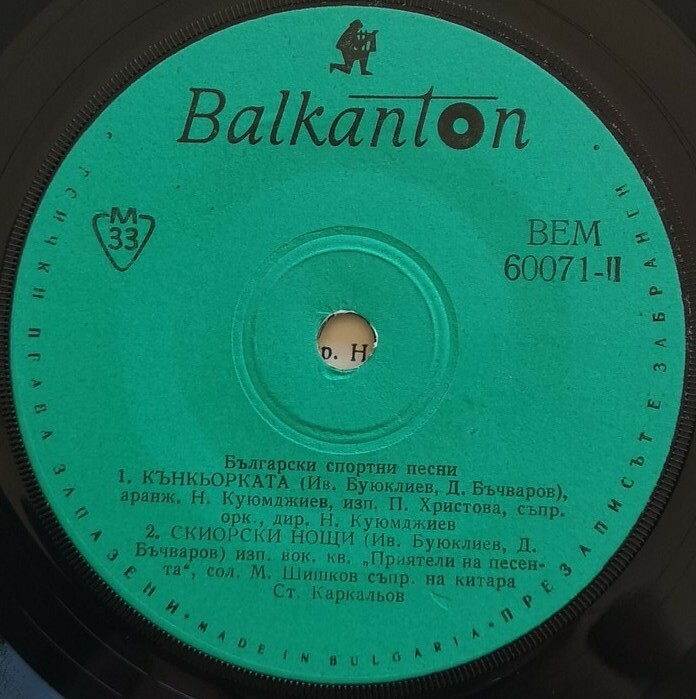 Balkanton
M
33
ВЕМ
60071-II
р. Н
Български спортни песни
1. КЪНКЬОРКАТА (Ив. Буюклиев, Д. Бъчваров),
аранж. Н. Куюмджиев, изп. П. Христова, съпр.
орк., дир. Н. Куюмджиев
2. СКИОРСКИ НОЩИ (Ив. Буюклиев, Д.
Бъчваров) изп. вок. кв. „Приятели на песен-
та“, сол. М. Шишков съпр. на китара
Ст. Каркальов
ВСИЧКИ ПРАВА ЗАПАЗЕНИ • MADE IN BULGARIA • ПРЕЗАПИСЪТ Е ЗАБРАНЕН